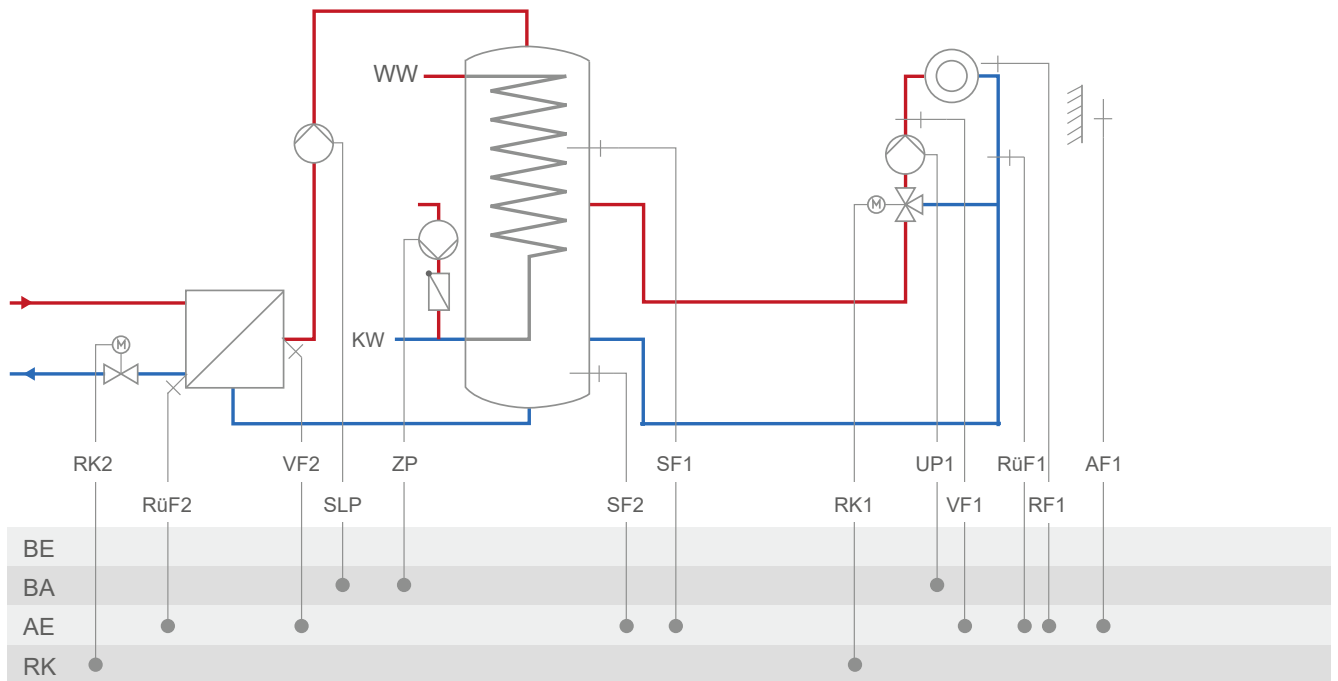 WW
M
KW
M
RK2 VF2 ZP SF1 UP1 RüF1 AF1
RüF2 SLP SF2 RK1 VF1 RF1
BE
BA
AE
RK